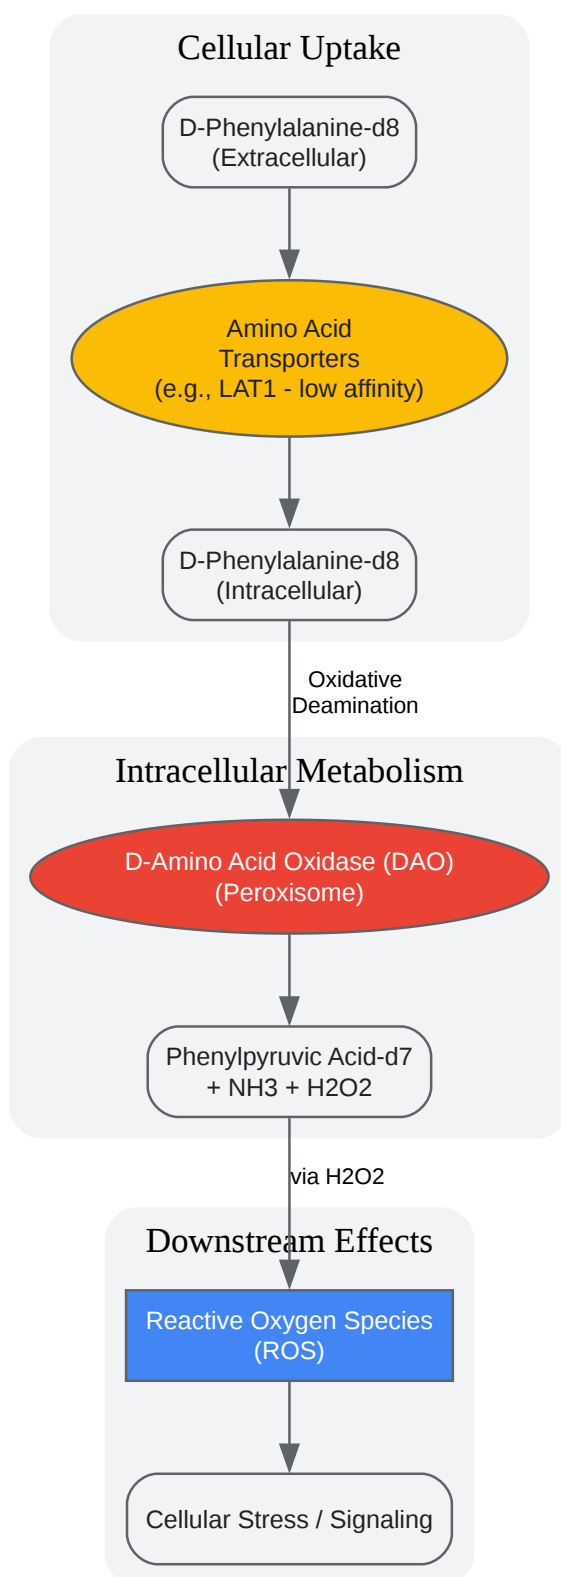 Cellular Uptake
D-Phenylalanine-d8
(Extracellular)
Amino Acid
Transporters
(e.g., LAT1 - low affinity)
D-Phenylalanine-d8
(Intracellular)
Oxidative
Deamination
Intracellular Metabolism
D-Amino Acid Oxidase (DAO)
(Peroxisome)
Phenylpyruvic Acid-d7
+ NH3 + H2O2
via H2O2
Downstream Effects
Reactive Oxygen Species
(ROS)
Cellular Stress / Signaling